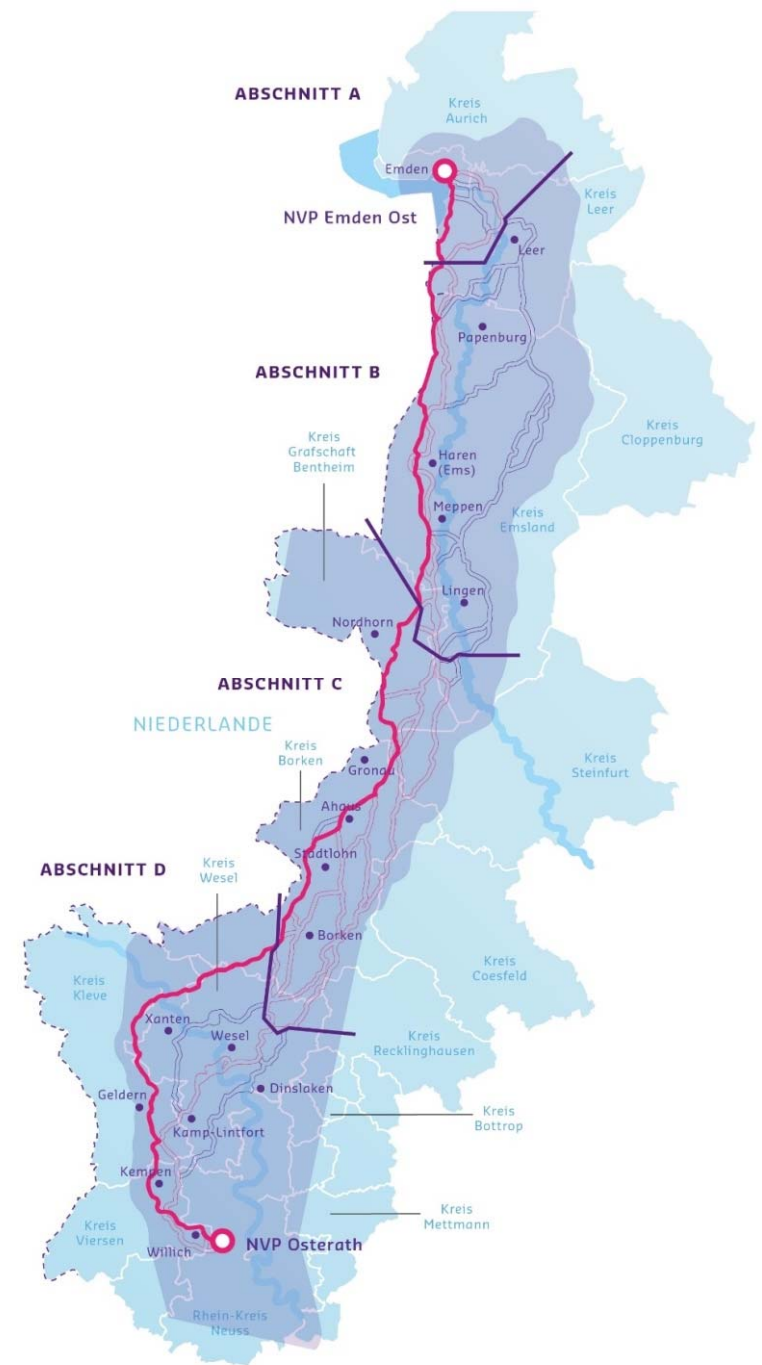 ABSCHNITT A
Kreis
Aurich
Emden
Kreis
Leer
NVP Emden Ost
Leer
Papenburg
ABSCHNITT B
Kreis
Grafschaft
Bentheim
Kreis
Cloppenburg
Haren
(Ems)
Meppen
Kreis
Emsland
Lingen
Nordhorn
ABSCHNITT C
NIEDERLANDE
Kreis
Borken
Kreis
Steinfurt
Gronau
Ahaus
Stadtlohn
ABSCHNITT D
Kreis
Wesel
Borken
Kreis
Coesfeld
Kreis
Kleve
Xanten
Wesel
Kreis
Recklinghausen
Dinslaken
Geldern
Kamp-Lintfort
Kreis
Bottrop
Kempen
Kreis
Viersen
Kreis
Mettmann
Willich
NVP Osterath
Rhein-Kreis
Neuss